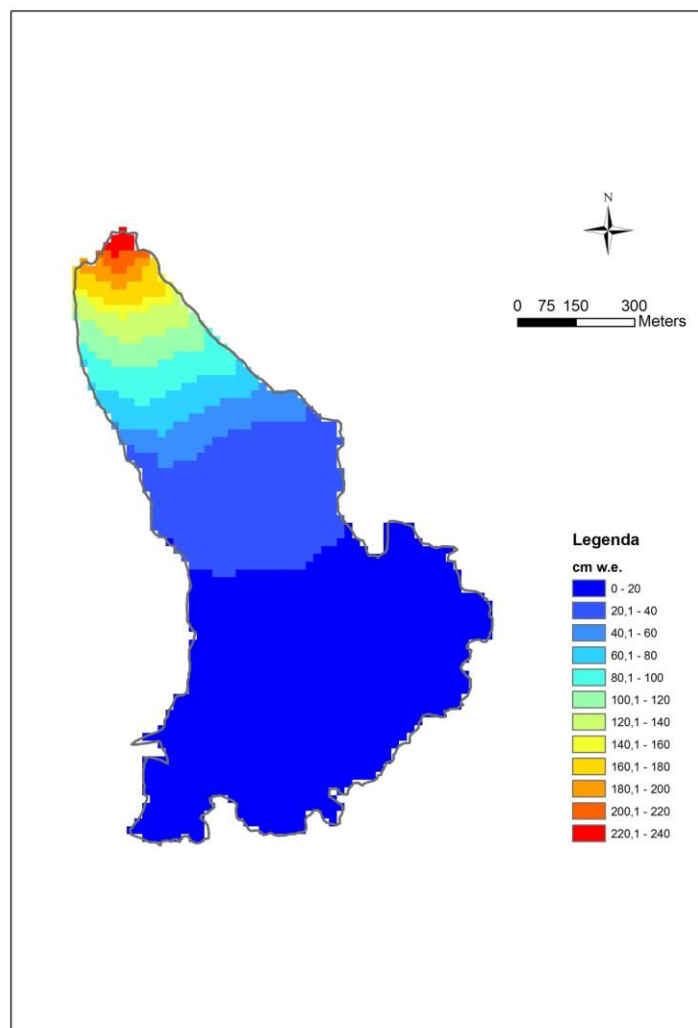 N
0 75 150 300
Meters
Legenda
cm w.e.
0 - 20
20,1 - 40
40,1 - 60
60,1 - 80
80,1 - 100
100,1 - 120
120,1 - 140
140,1 - 160
160,1 - 180
180,1 - 200
200,1 - 220
220,1 - 240